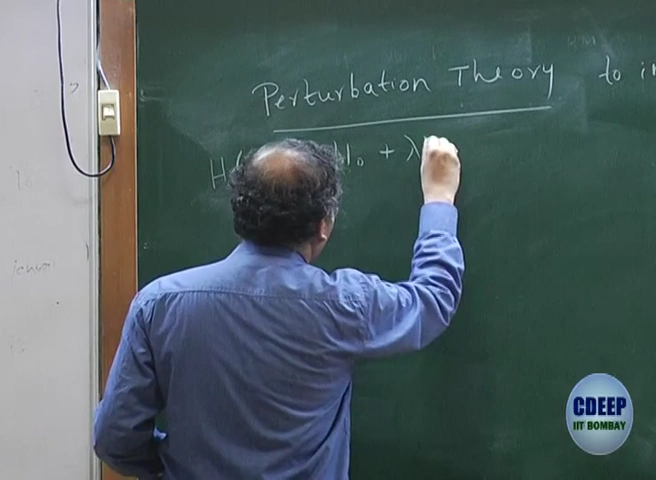 Perturbation Theory to
H( H₀ + λ
CDEEP
IIT BOMBAY